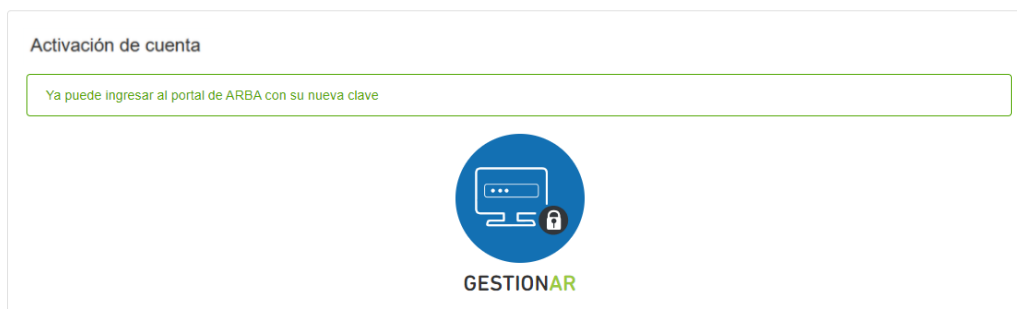 Activación de cuenta
Ya puede ingresar al portal de ARBA con su nueva clave
GESTIONAR